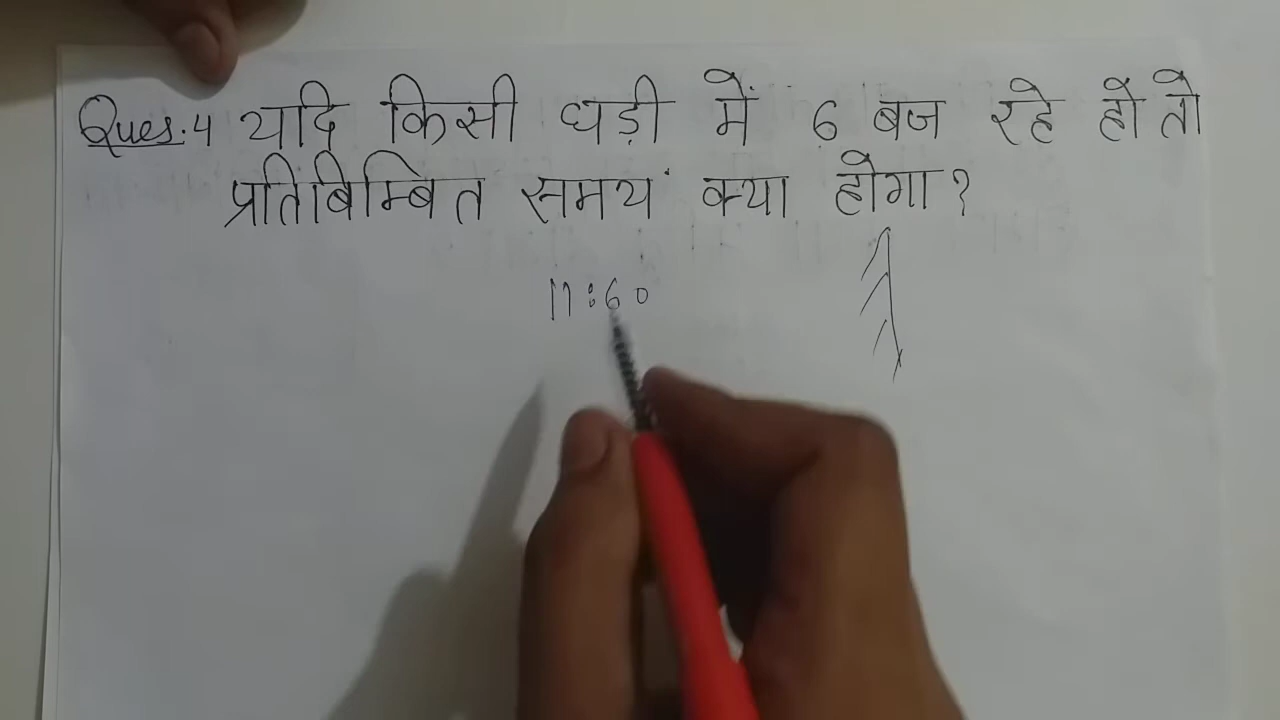 Ques.4 यदि किसी घड़ी में 6 बज रहे हो तो
प्रतिबिम्बित समय क्या होगा?
11:60